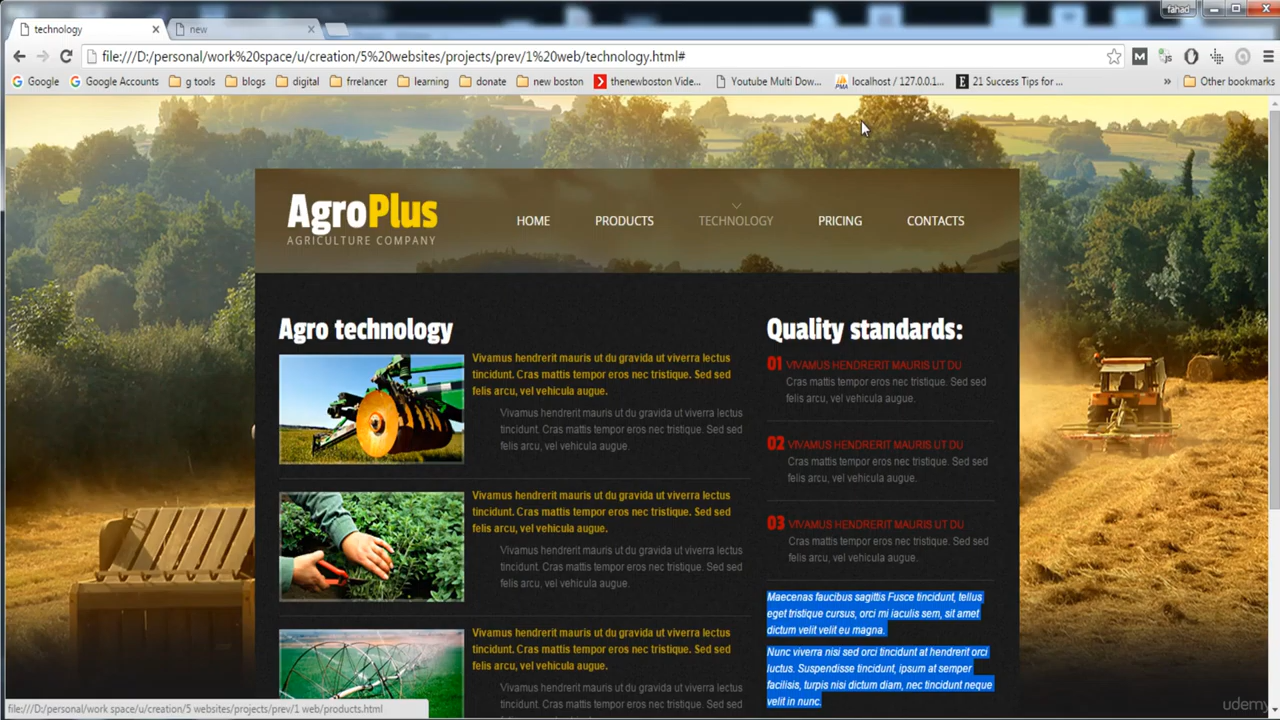 fahad
technology
new
file:///D:/personal/work%20space/u/creation/5%20websites/projects/prev/1%20web/technology.html#
Google
Google Accounts
g tools
blogs
digital
frrelancer
learning
donate
new boston
thenewboston Vide...
Youtube Multi Dow...
localhost / 127.0.0.1...
21 Success Tips for ...
»
Other bookmarks
AgroPlus
AGRICULTURE COMPANY
HOME
PRODUCTS
TECHNOLOGY
PRICING
CONTACTS
Agro technology
Vivamus hendrerit mauris ut du gravida ut viverra lectus
tincidunt. Cras mattis tempor eros nec tristique. Sed sed
felis arcu, vel vehicula augue.
Vivamus hendrerit mauris ut du gravida ut viverra lectus
tincidunt. Cras mattis tempor eros nec tristique. Sed sed
felis arcu, vel vehicula augue.
Vivamus hendrerit mauris ut du gravida ut viverra lectus
tincidunt. Cras mattis tempor eros nec tristique. Sed sed
felis arcu, vel vehicula augue.
Vivamus hendrerit mauris ut du gravida ut viverra lectus
tincidunt. Cras mattis tempor eros nec tristique. Sed sed
felis arcu, vel vehicula augue.
Vivamus hendrerit mauris ut du gravida ut viverra lectus
tincidunt. Cras mattis tempor eros nec tristique. Sed sed
felis arcu, vel vehicula augue.
Vivamus hendrerit mauris ut du gravida ut viverra lectus
tincidunt. Cras mattis tempor eros nec tristique. Sed sed
Quality standards:
01 VIVAMUS HENDRERIT MAURIS UT DU
Cras mattis tempor eros nec tristique. Sed sed
felis arcu, vel vehicula augue.
02 VIVAMUS HENDRERIT MAURIS UT DU
Cras mattis tempor eros nec tristique. Sed sed
felis arcu, vel vehicula augue.
03 VIVAMUS HENDRERIT MAURIS UT DU
Cras mattis tempor eros nec tristique. Sed sed
felis arcu, vel vehicula augue.
Maecenas faucibus sagittis Fusce tincidunt, tellus
eget tristique cursus, orci mi iaculis sem, sit amet
dictum velit velit eu magna.
Nunc viverra nisi sed orci tincidunt at hendrerit orci
luctus. Suspendisse tincidunt, ipsum at semper
facilisis, turpis nisi dictum diam, nec tincidunt neque
velit in nunc.
file:///D:/personal/work space/u/creation/5 websites/projects/prev/1 web/products.html
udemy